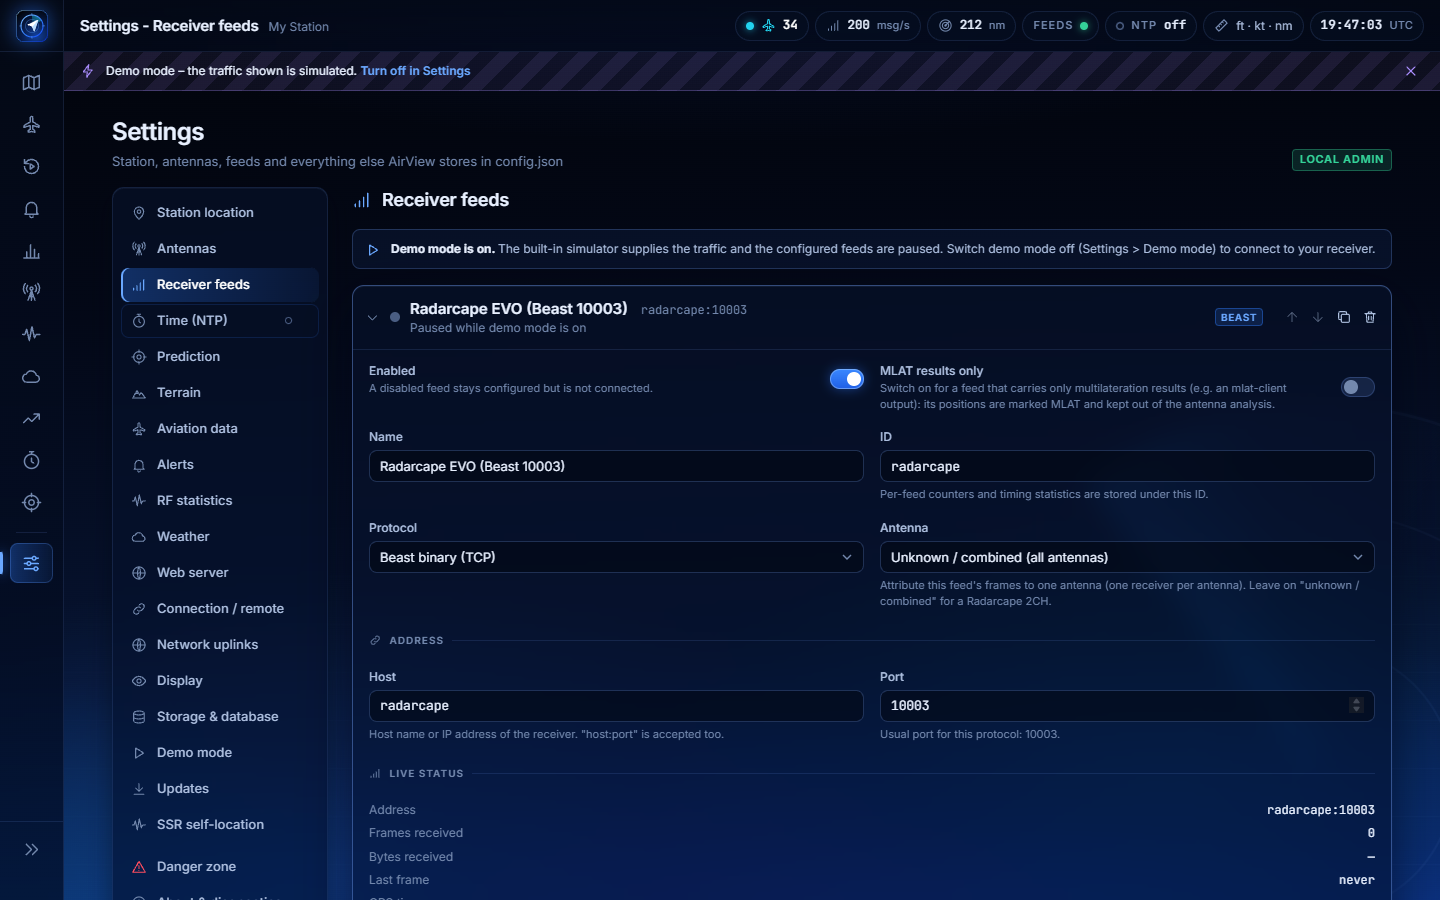 Settings - Receiver feeds My Station
34
200 msg/s
212 nm
FEEDS
NTP off
ft · kt · nm
19:47:03 UTC
Demo mode – the traffic shown is simulated. Turn off in Settings
Settings
Station, antennas, feeds and everything else AirView stores in config.json
LOCAL ADMIN
Station location
Antennas
Receiver feeds
Time (NTP)
Prediction
Terrain
Aviation data
Alerts
RF statistics
Weather
Web server
Connection / remote
Network uplinks
Display
Storage & database
Demo mode
Updates
SSR self-location
Danger zone
Receiver feeds
Demo mode is on. The built-in simulator supplies the traffic and the configured feeds are paused. Switch demo mode off (Settings > Demo mode) to connect to your receiver.
Radarcape EVO (Beast 10003) radarcape:10003
Paused while demo mode is on
BEAST
Enabled
A disabled feed stays configured but is not connected.
MLAT results only
Switch on for a feed that carries only multilateration results (e.g. an mlat-client
output): its positions are marked MLAT and kept out of the antenna analysis.
Name
Radarcape EVO (Beast 10003)
ID
radarcape
Per-feed counters and timing statistics are stored under this ID.
Protocol
Beast binary (TCP)
Antenna
Unknown / combined (all antennas)
Attribute this feed's frames to one antenna (one receiver per antenna). Leave on "unknown /
combined" for a Radarcape 2CH.
ADDRESS
Host
radarcape
Host name or IP address of the receiver. "host:port" is accepted too.
Port
10003
Usual port for this protocol: 10003.
LIVE STATUS
Address radarcape:10003
Frames received 0
Bytes received –
Last frame never